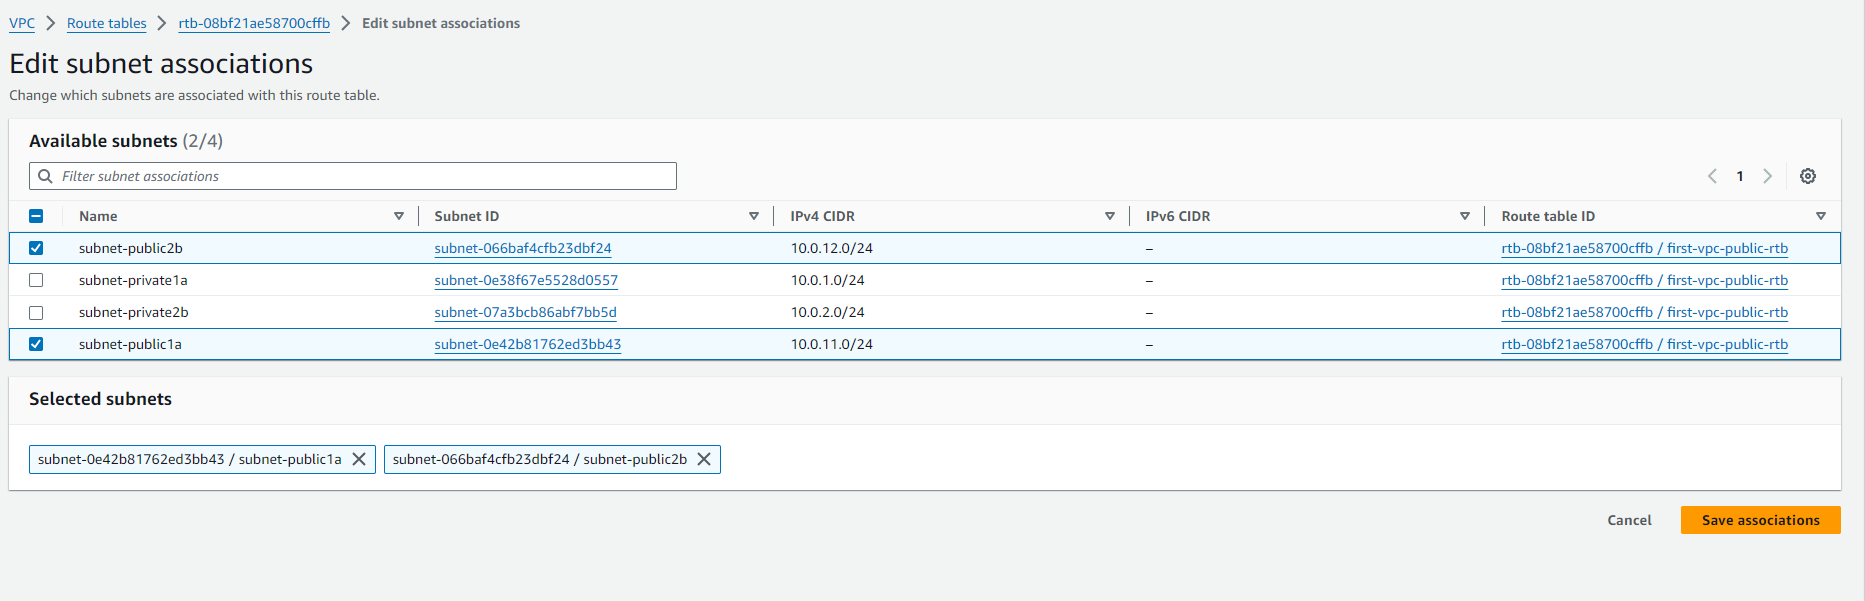 VPC > Route tables > rtb-08bf21ae58700cffb > Edit subnet associations
Edit subnet associations
Change which subnets are associated with this route table.
Available subnets (2/4)
Filter subnet associations
1
Name Subnet ID IPv4 CIDR IPv6 CIDR Route table ID
subnet-public2b subnet-066baf4cfb23dbf24 10.0.12.0/24 – rtb-08bf21ae58700cffb / first-vpc-public-rtb
subnet-private1a subnet-0e38f67e5528d0557 10.0.1.0/24 – rtb-08bf21ae58700cffb / first-vpc-public-rtb
subnet-private2b subnet-07a3bcb86abf7bb5d 10.0.2.0/24 – rtb-08bf21ae58700cffb / first-vpc-public-rtb
subnet-public1a subnet-0e42b81762ed3bb43 10.0.11.0/24 – rtb-08bf21ae58700cffb / first-vpc-public-rtb
Selected subnets
subnet-0e42b81762ed3bb43 / subnet-public1a subnet-066baf4cfb23dbf24 / subnet-public2b
Cancel Save associations